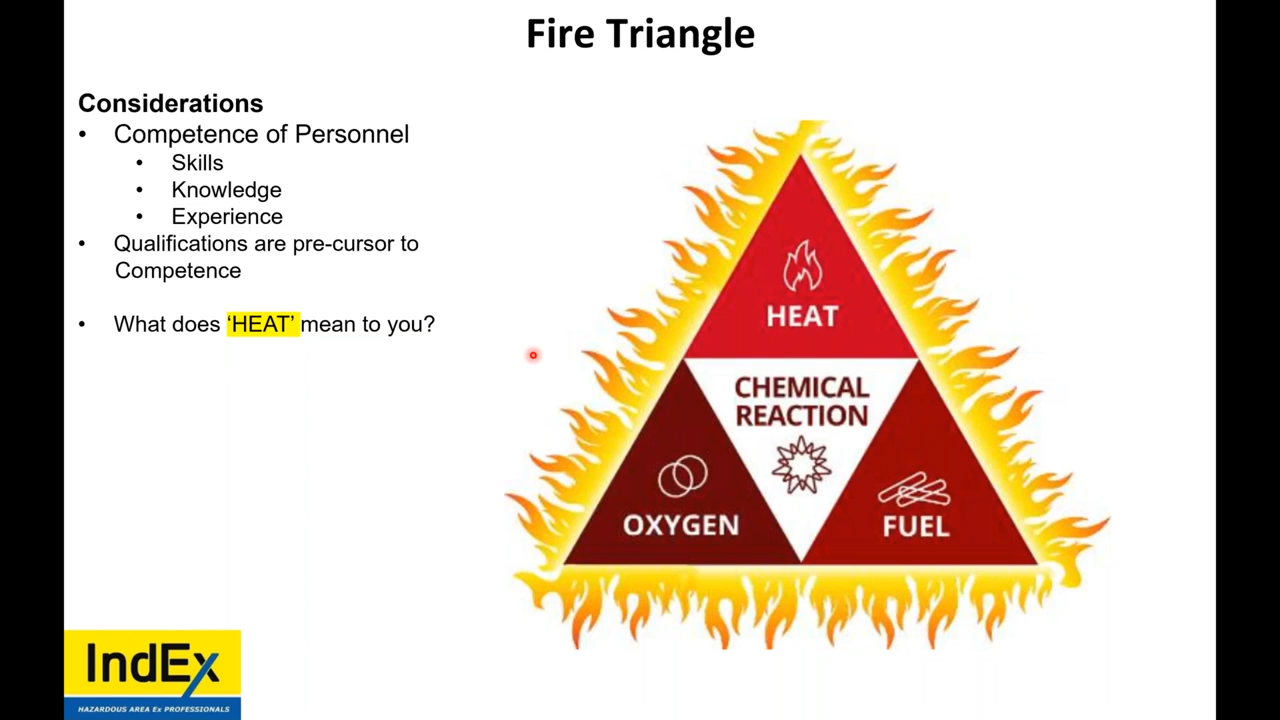 Fire Triangle
Considerations
• Competence of Personnel
• Skills
• Knowledge
• Experience
• Qualifications are pre-cursor to
Competence
• What does ‘HEAT’ mean to you?
HEAT
CHEMICAL
REACTION
OXYGEN
FUEL
IndEx
HAZARDOUS AREA Ex PROFESSIONALS